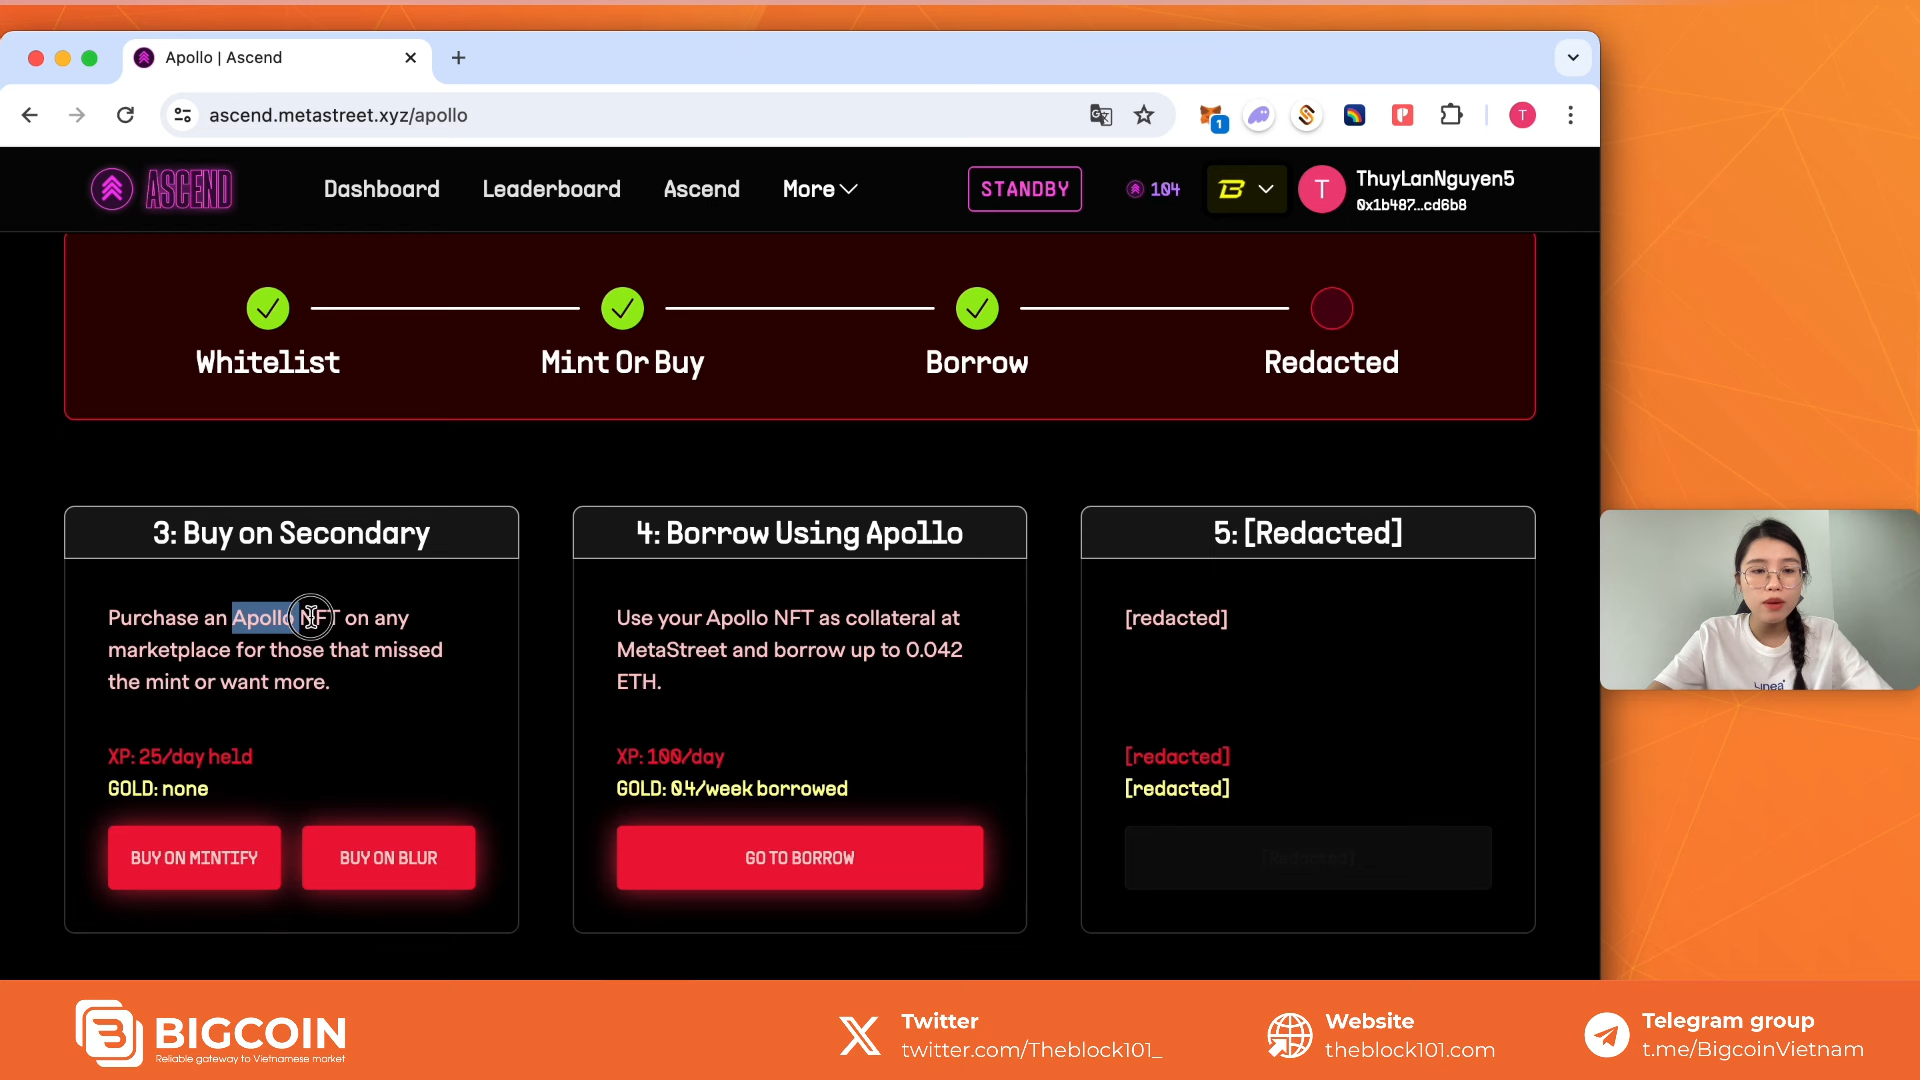 Apollo | Ascend
ascend.metastreet.xyz/apollo
1
T
ASCEND
Dashboard
Leaderboard
Ascend
More
STANDBY
104
T
ThuyLanNguyen5
0x1b487...cd6b8
Whitelist
Mint Or Buy
Borrow
Redacted
3: Buy on Secondary
Purchase an Apollo NFT on any
marketplace for those that missed
the mint or want more.
XP: 25/day held
GOLD: none
BUY ON MINTIFY
BUY ON BLUR
4: Borrow Using Apollo
Use your Apollo NFT as collateral at
MetaStreet and borrow up to 0.042
ETH.
XP: 100/day
GOLD: 0.4/week borrowed
GO TO BORROW
5: [Redacted]
[redacted]
[redacted]
[redacted]
[Redacted]
Linea
BIGCOIN
Reliable gateway to Vietnamese market
Twitter
twitter.com/Theblock101_
Website
theblock101.com
Telegram group
t.me/BigcoinVietnam